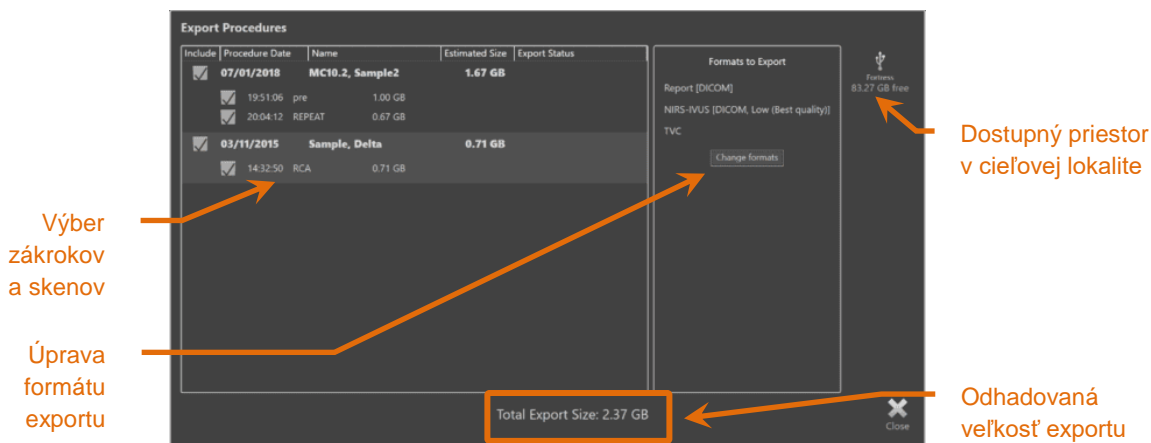 Export Procedures
Include Procedure Date Name Estimated Size Export Status
07/01/2018 MC10.2, Sample2 1.67 GB
19:51:06 pre 1.00 GB
20:04:12 REPEAT 0.67 GB
03/11/2015 Sample, Delta 0.71 GB
14:32:50 RCA 0.71 GB
Formats to Export
Report [DICOM]
NIRS-IVUS [DICOM, Low (Best quality)]
TVC
Change formats
Fortress
83.27 GB free
Dostupný priestor
v cieľovej lokalite
Výber
zákrokov
a skenov
Úprava
formátu
exportu
Total Export Size: 2.37 GB
Close
Odhadovaná
veľkosť exportu